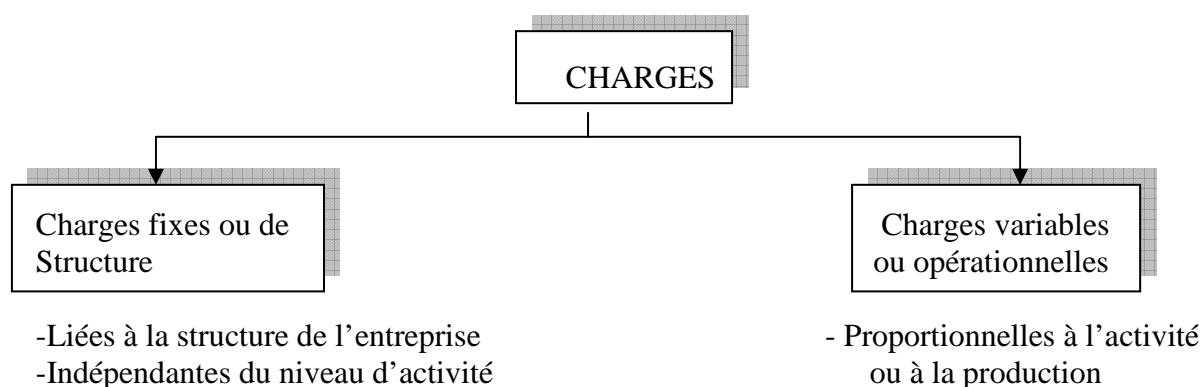 CHARGES
Charges fixes ou de
Structure
Charges variables
ou opérationnelles
-Liées à la structure de l’entreprise
-Indépendantes du niveau d’activité
- Proportionnelles à l’activité
ou à la production